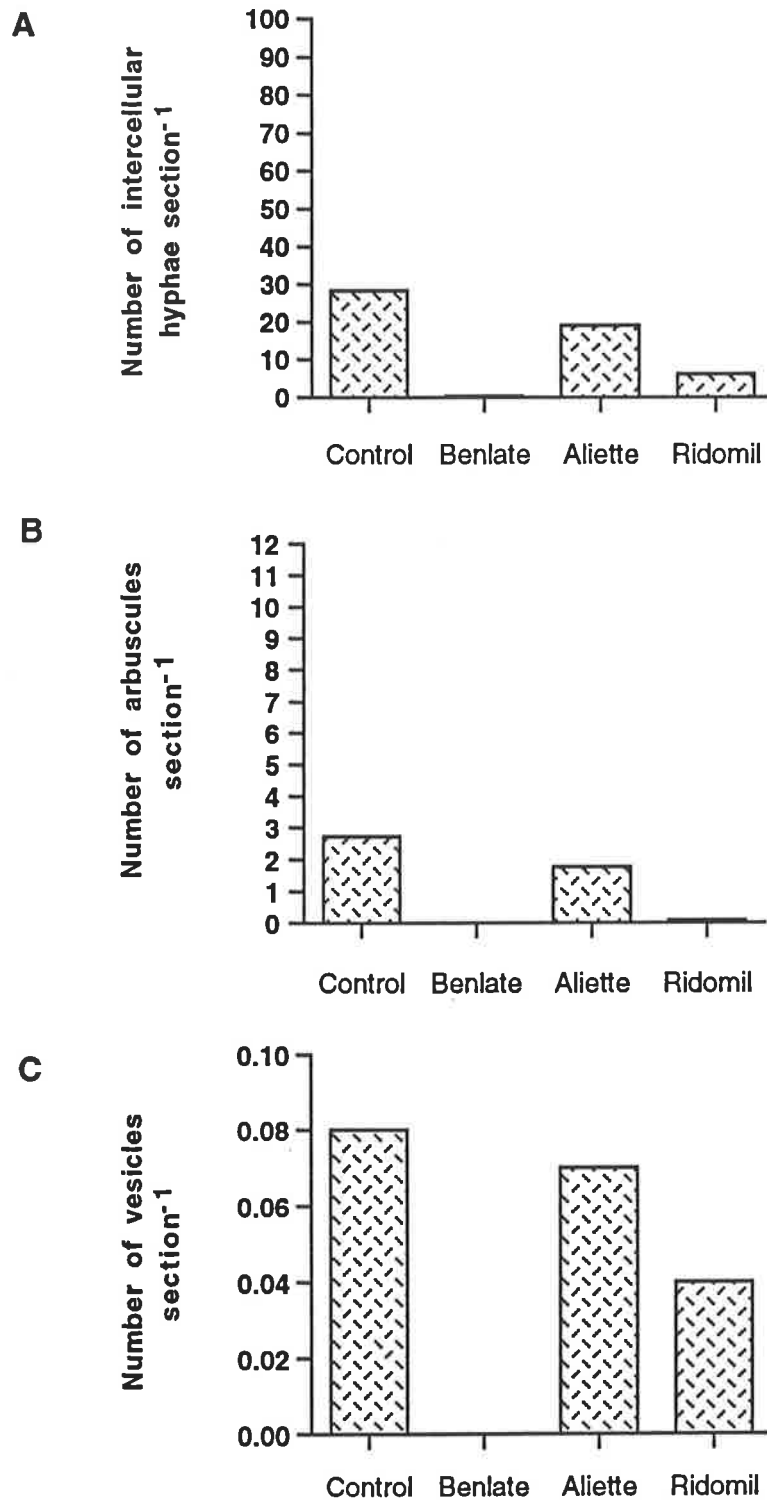 A
Number of intercellular
hyphae section-1
100
90
80
70
60
50
40
30
20
10
0
Control Benlate Aliette Ridomil
B
Number of arbuscules
section-1
12
11
10
9
8
7
6
5
4
3
2
1
0
Control Benlate Aliette Ridomil
C
Number of vesicles
section-1
0.10
0.08
0.06
0.04
0.02
0.00
Control Benlate Aliette Ridomil